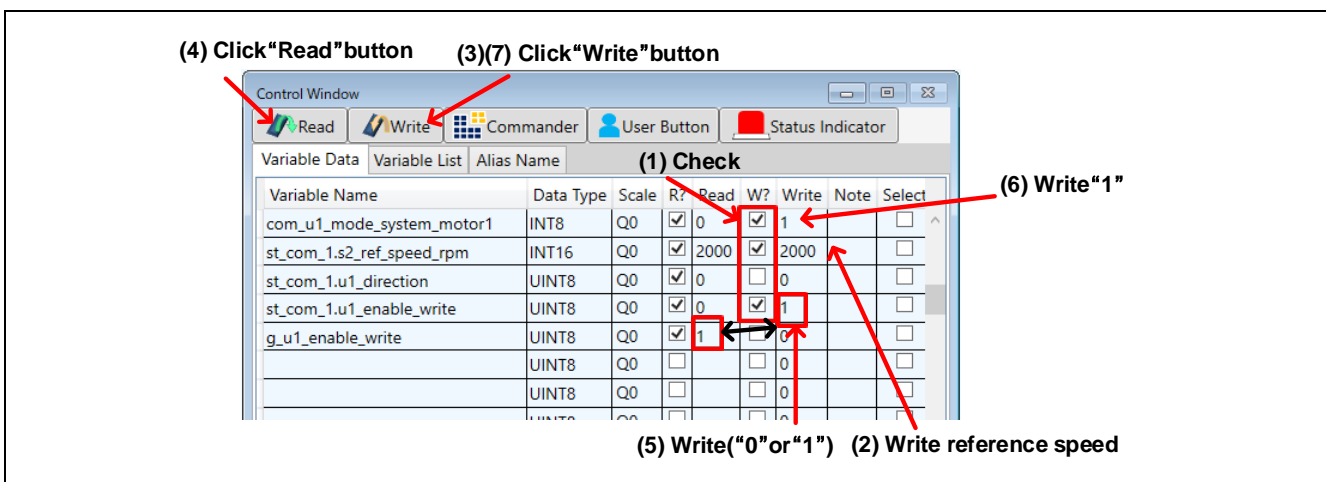 (4) Click“Read”button (3)(7) Click“Write”button
Control Window
Read Write Commander User Button Status Indicator
Variable Data Variable List Alias Name
(1) Check
(6) Write“1”
Variable Name Data Type Scale R? Read W? Write Note Select
com_u1_mode_system_motor1 INT8 Q0 0 1
st_com_1.s2_ref_speed_rpm INT16 Q0 2000 2000
st_com_1.u1_direction UINT8 Q0 0 0
st_com_1.u1_enable_write UINT8 Q0 0 1
g_u1_enable_write UINT8 Q0 1 0
UINT8 Q0 0
UINT8 Q0 0
(5) Write(“0”or“1”) (2) Write reference speed